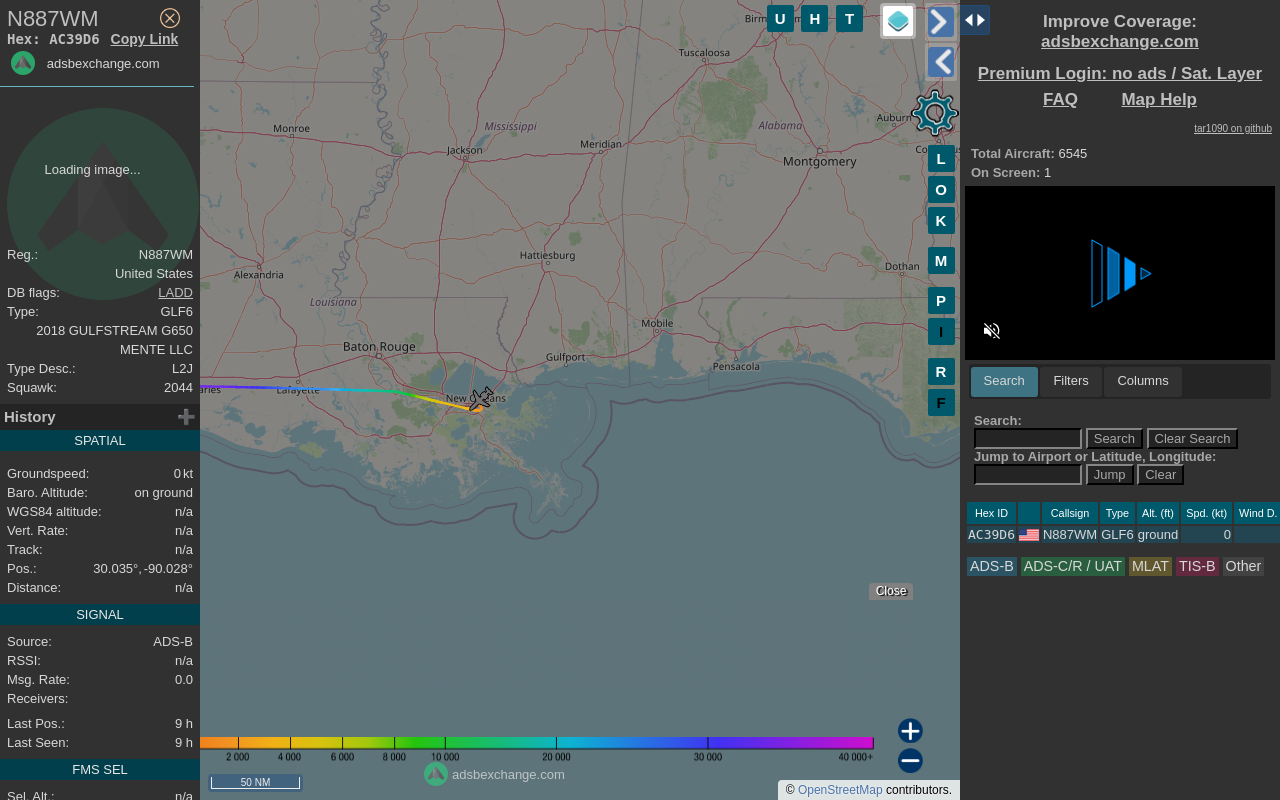 N887WM
Hex: AC39D6 Copy Link
adsbexchange.com
Loading image...
Reg.: N887WM
United States
DB flags: LADD
Type: GLF6
2018 GULFSTREAM G650
MENTE LLC
Type Desc.: L2J
Squawk: 2044
History
SPATIAL
Groundspeed: 0 kt
Baro. Altitude: on ground
WGS84 altitude: n/a
Vert. Rate: n/a
Track: n/a
Pos.: 30.035°, -90.028°
Distance: n/a
SIGNAL
Source: ADS-B
RSSI: n/a
Msg. Rate: 0.0
Receivers:
Last Pos.: 9 h
Last Seen: 9 h
FMS SEL
Sel. Alt.: n/a
U H T
Tuscaloosa
Monroe
Mississippi
Alabama
Jackson
Meridian
Montgomery
Hattiesburg
Alexandria
Dothan
Louisiana
Mobile
Baton Rouge
Gulfport
Pensacola
Lafayette
L
O
K
M
P
I
R
F
Close
2 000 4 000 6 000 8 000 10 000 20 000 30 000 40 000+
50 NM
adsbexchange.com
© OpenStreetMap contributors.
Improve Coverage:
adsbexchange.com
Premium Login: no ads / Sat. Layer
FAQ Map Help
tar1090 on github
Total Aircraft: 6545
On Screen: 1
Search Filters Columns
Search:
Search Clear Search
Jump to Airport or Latitude, Longitude:
Jump Clear
Hex ID Callsign Type Alt. (ft) Spd. (kt) Wind D.
AC39D6 N887WM GLF6 ground 0
ADS-B ADS-C/R / UAT MLAT TIS-B Other